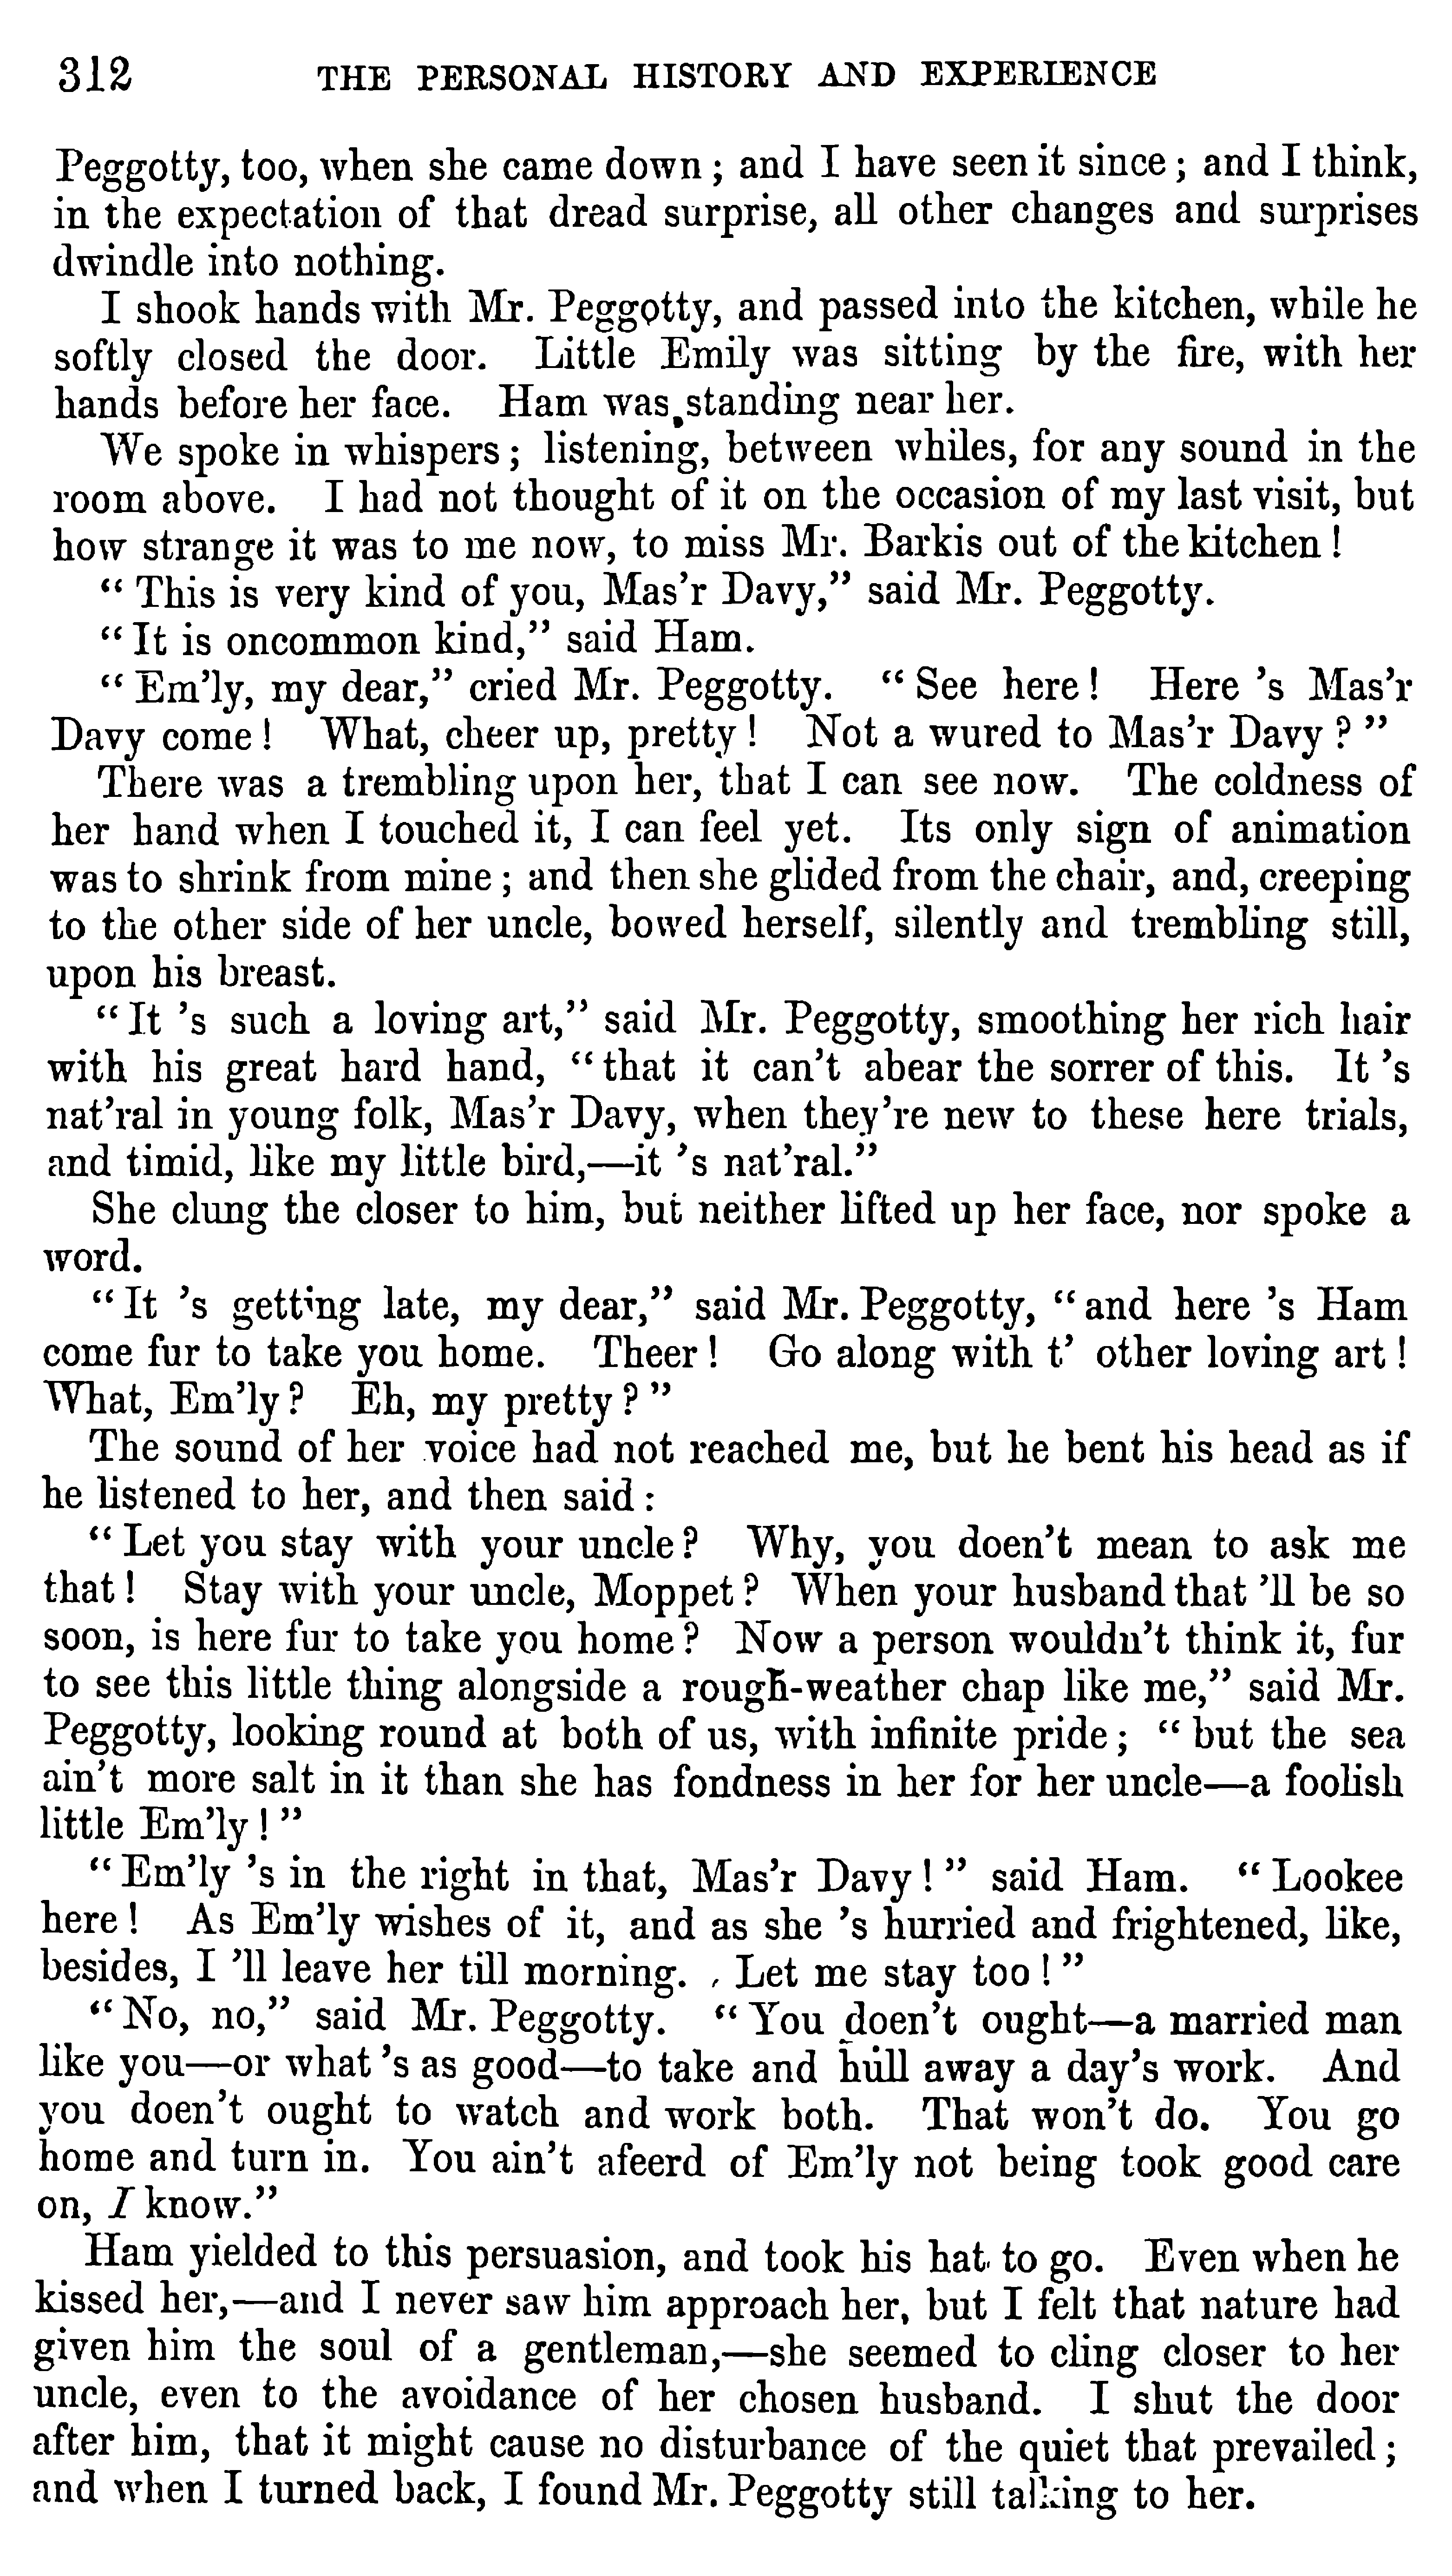 312 THE PERSONAL HISTORY AND EXPERIENCE
Peggotty, too, when she came down ; and I have seen it since ; and I think,
in the expectation of that dread surprise, all other changes and surprises
dwindle into nothing.
I shook hands with Mr. Peggotty, and passed into the kitchen, while he
softly closed the door. Little Emily was sitting by the fire, with her
hands before her face. Ham was standing near her.
We spoke in whispers ; listening, between whiles, for any sound in the
room above. I had not thought of it on the occasion of my last visit, but
how strange it was to me now, to miss Mr. Barkis out of the kitchen !
“ This is very kind of you, Mas’r Davy,” said Mr. Peggotty.
“ It is oncommon kind,” said Ham.
“ Em’ly, my dear,” cried Mr. Peggotty. “ See here ! Here ’s Mas’r
Davy come ! What, cheer up, pretty ! Not a wured to Mas’r Davy ? ”
There was a trembling upon her, that I can see now. The coldness of
her hand when I touched it, I can feel yet. Its only sign of animation
was to shrink from mine ; and then she glided from the chair, and, creeping
to the other side of her uncle, bowed herself, silently and trembling still,
upon his breast.
“ It ’s such a loving art,” said Mr. Peggotty, smoothing her rich hair
with his great hard hand, “ that it can’t abear the sorrer of this. It ’s
nat’ral in young folk, Mas’r Davy, when they’re new to these here trials,
and timid, like my little bird,—it ’s nat’ral.”
She clung the closer to him, but neither lifted up her face, nor spoke a
word.
“ It ’s getting late, my dear,” said Mr. Peggotty, “ and here ’s Ham
come fur to take you home. Theer ! Go along with t’ other loving art !
What, Em’ly ? Eh, my pretty ? ”
The sound of her voice had not reached me, but he bent his head as if
he listened to her, and then said :
“ Let you stay with your uncle ? Why, you doen’t mean to ask me
that ! Stay with your uncle, Moppet ? When your husband that ’ll be so
soon, is here fur to take you home ? Now a person wouldn’t think it, fur
to see this little thing alongside a rough-weather chap like me,” said Mr.
Peggotty, looking round at both of us, with infinite pride ; “ but the sea
ain’t more salt in it than she has fondness in her for her uncle—a foolish
little Em’ly ! ”
“ Em’ly ’s in the right in that, Mas’r Davy ! ” said Ham. “ Lookee
here ! As Em’ly wishes of it, and as she ’s hurried and frightened, like,
besides, I ’ll leave her till morning. Let me stay too ! ”
“ No, no,” said Mr. Peggotty. “ You doen’t ought—a married man
like you—or what ’s as good—to take and hull away a day’s work. And
you doen’t ought to watch and work both. That won’t do. You go
home and turn in. You ain’t afeerd of Em’ly not being took good care
on, I know.”
Ham yielded to this persuasion, and took his hat to go. Even when he
kissed her,—and I never saw him approach her, but I felt that nature had
given him the soul of a gentleman,—she seemed to cling closer to her
uncle, even to the avoidance of her chosen husband. I shut the door
after him, that it might cause no disturbance of the quiet that prevailed ;
and when I turned back, I found Mr. Peggotty still talking to her.